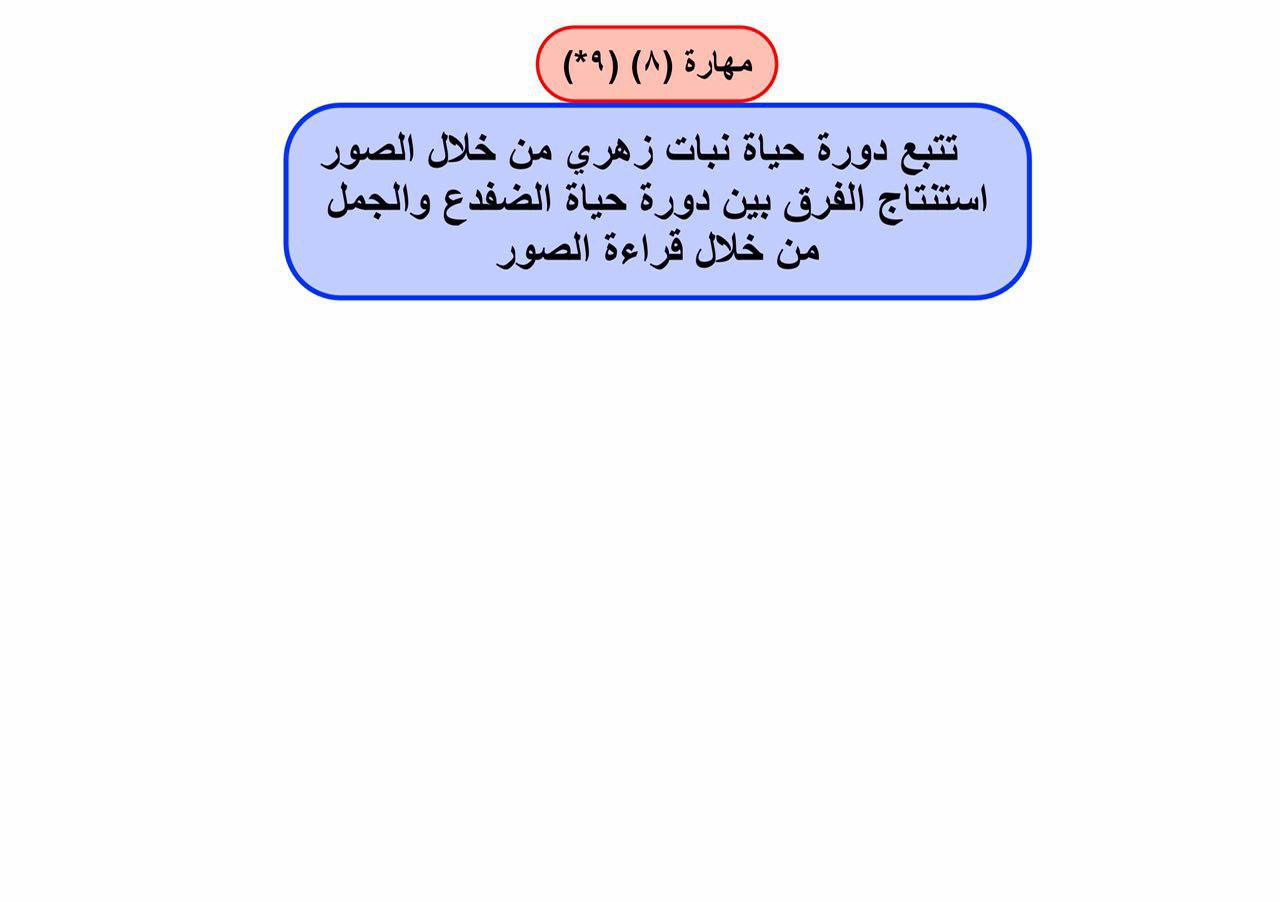 مهارة (٨) (٩*)
تتبع دورة حياة نبات زهري من خلال الصور
استنتاج الفرق بين دورة حياة الضفدع والجمل
من خلال قراءة الصور